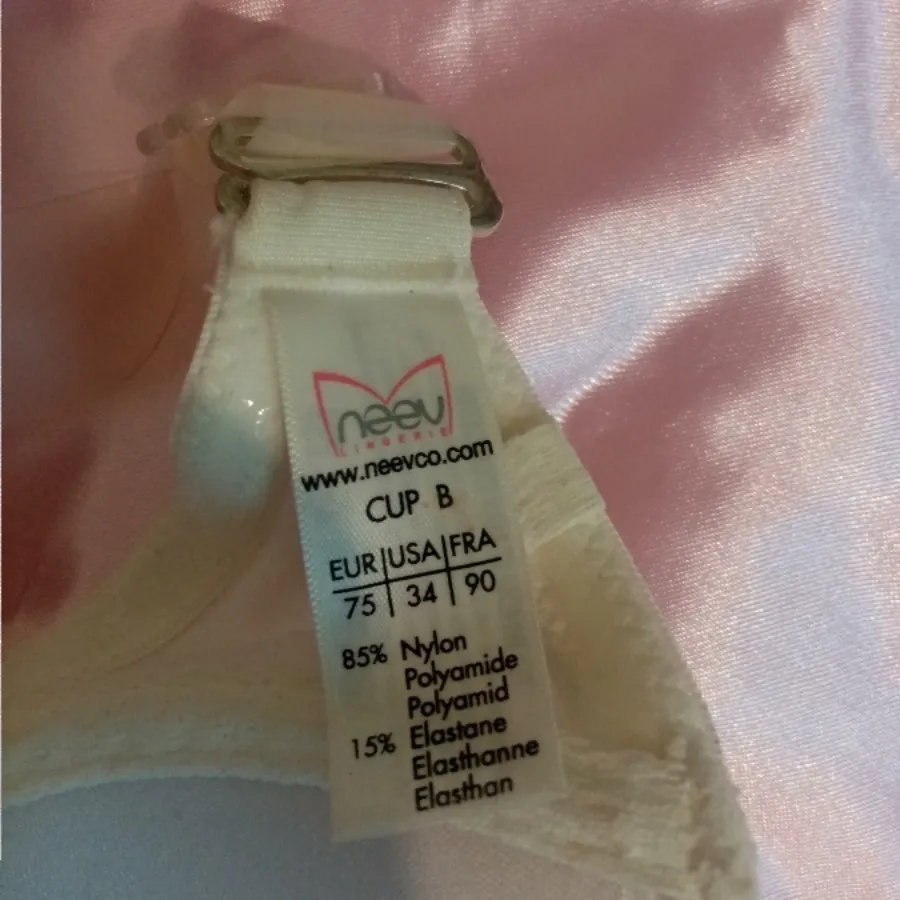 neev
LINGERIE
www.neevco.com
CUP B
EUR USA FRA
75 34 90
85% Nylon
Polyamide
Polyamid
15% Elastane
Elasthanne
Elasthan